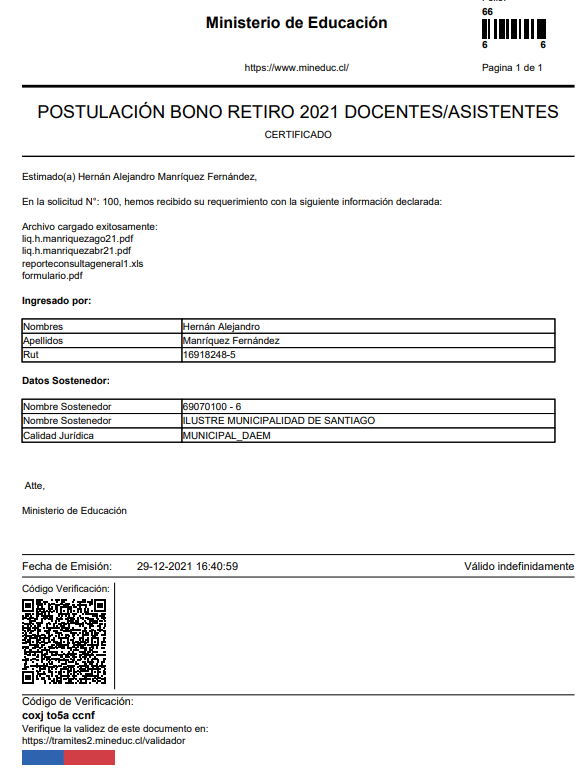 Ministerio de Educación
66
6 6
https://www.mineduc.cl/
Pagina 1 de 1
POSTULACIÓN BONO RETIRO 2021 DOCENTES/ASISTENTES
CERTIFICADO
Estimado(a) Hernán Alejandro Manríquez Fernández,
En la solicitud N°: 100, hemos recibido su requerimiento con la siguiente información declarada:
Archivo cargado exitosamente:
liq.h.manriquezago21.pdf
liq.h.manriquezabr21.pdf
reporteconsultageneral1.xls
formulario.pdf
Ingresado por:
Nombres Hernán Alejandro
Apellidos Manríquez Fernández
Rut 16918248-5
Datos Sostenedor:
Nombre Sostenedor 69070100 - 6
Nombre Sostenedor ILUSTRE MUNICIPALIDAD DE SANTIAGO
Calidad Jurídica MUNICIPAL_DAEM
Atte,
Ministerio de Educación
Fecha de Emisión: 29-12-2021 16:40:59 Válido indefinidamente
Código Verificación:
Código de Verificación:
coxj to5a ccnf
Verifique la validez de este documento en:
https://tramites2.mineduc.cl/validador